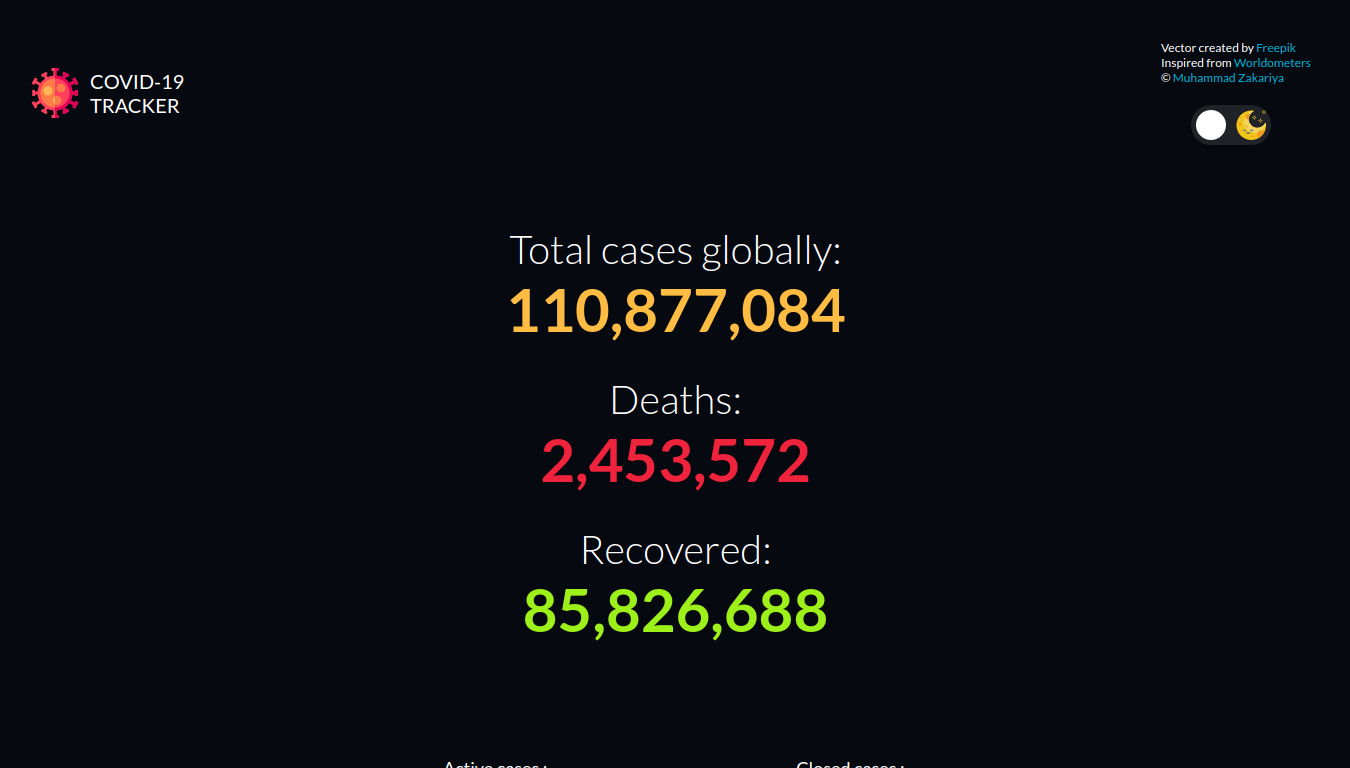 Vector created by Freepik
Inspired from Worldometers
© Muhammad Zakariya
COVID-19
TRACKER
Total cases globally:
110,877,084
Deaths:
2,453,572
Recovered:
85,826,688
Active cases :
Closed cases :